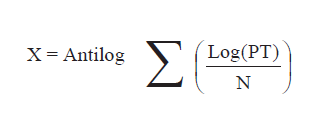 X = Antilog ∑ ( Log(PT) / N )